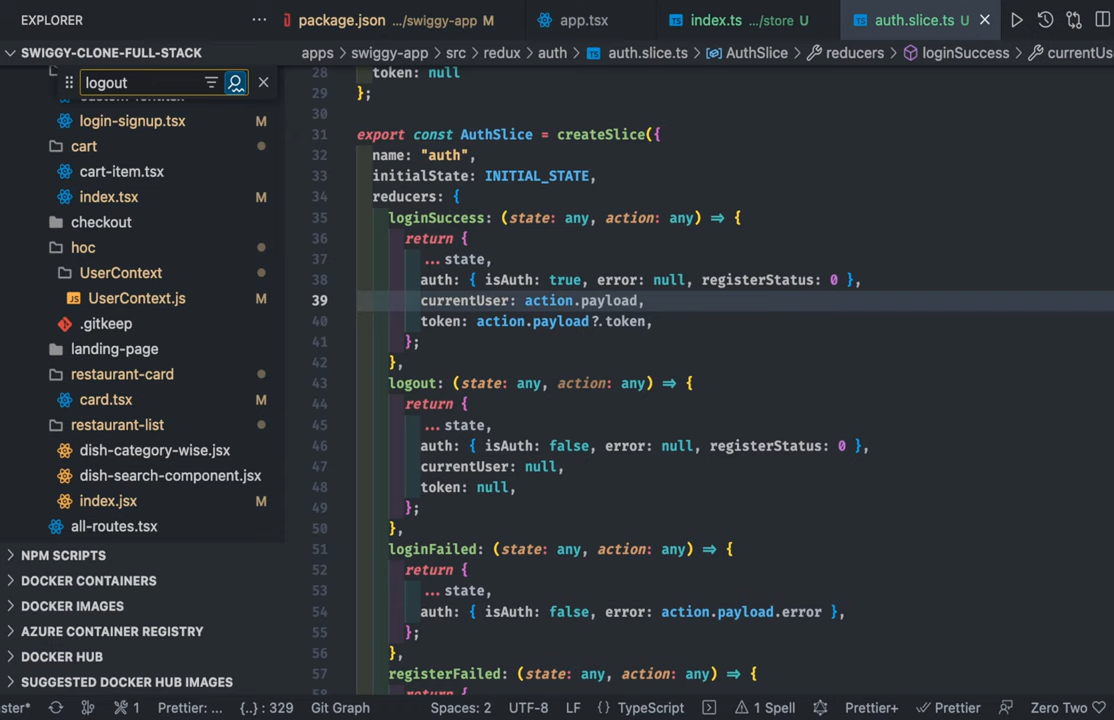 EXPLORER
...
package.json .../swiggy-app M
app.tsx
index.ts .../store U
auth.slice.ts U
SWIGGY-CLONE-FULL-STACK
apps > swiggy-app > src > redux > auth > auth.slice.ts > AuthSlice > reducers > loginSuccess > currentUs
logout
login-signup.tsx M
cart
cart-item.tsx
index.tsx M
checkout
hoc
UserContext
JS UserContext.js M
.gitkeep
landing-page
restaurant-card
card.tsx M
restaurant-list
dish-category-wise.jsx
dish-search-component.jsx
index.jsx M
all-routes.tsx
NPM SCRIPTS
DOCKER CONTAINERS
DOCKER IMAGES
AZURE CONTAINER REGISTRY
DOCKER HUB
SUGGESTED DOCKER HUB IMAGES
28 token: null
29 };
30
31 export const AuthSlice = createSlice({
32 name: "auth",
33 initialState: INITIAL_STATE,
34 reducers: {
35 loginSuccess: (state: any, action: any) => {
36 return {
37 ...state,
38 auth: { isAuth: true, error: null, registerStatus: 0 },
39 currentUser: action.payload,
40 token: action.payload?.token,
41 };
42 },
43 logout: (state: any, action: any) => {
44 return {
45 ...state,
46 auth: { isAuth: false, error: null, registerStatus: 0 },
47 currentUser: null,
48 token: null,
49 };
50 },
51 loginFailed: (state: any, action: any) => {
52 return {
53 ...state,
54 auth: { isAuth: false, error: action.payload.error },
55 };
56 },
57 registerFailed: (state: any, action: any) => {
58 return {
ster* 1 Prettier: ... {..} : 329 Git Graph Spaces: 2 UTF-8 LF {} TypeScript 1 Spell Prettier+ Prettier Zero Two